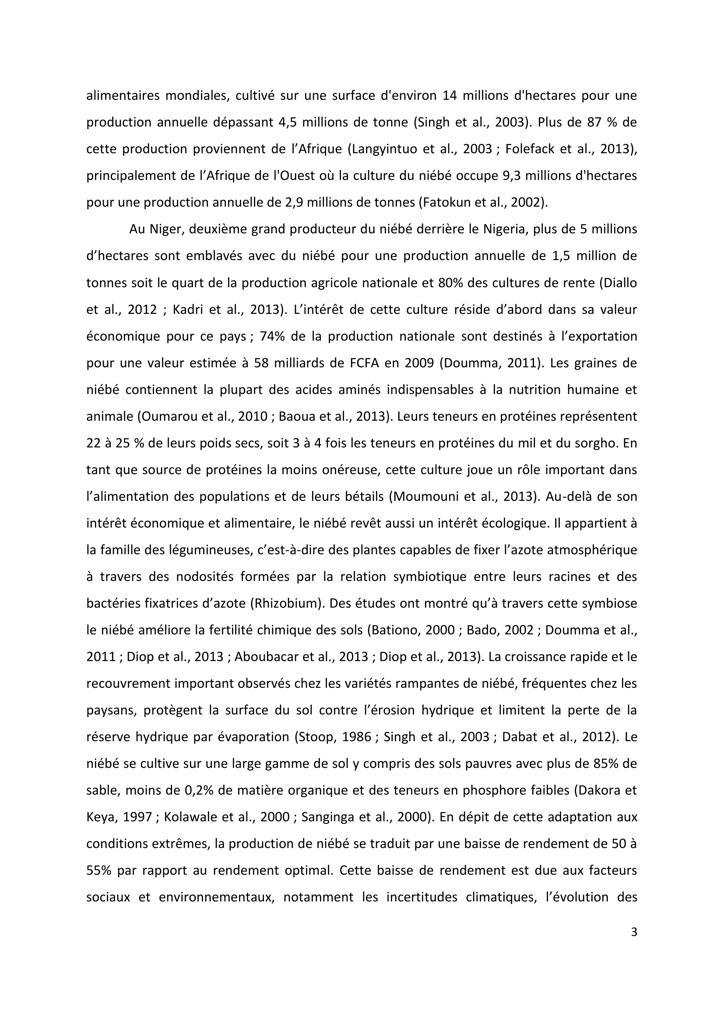 alimentaires mondiales, cultivé sur une surface d'environ 14 millions d'hectares pour une
production annuelle dépassant 4,5 millions de tonne (Singh et al., 2003). Plus de 87 % de
cette production proviennent de l’Afrique (Langyintuo et al., 2003 ; Folefack et al., 2013),
principalement de l’Afrique de l'Ouest où la culture du niébé occupe 9,3 millions d'hectares
pour une production annuelle de 2,9 millions de tonnes (Fatokun et al., 2002).
Au Niger, deuxième grand producteur du niébé derrière le Nigeria, plus de 5 millions
d’hectares sont emblavés avec du niébé pour une production annuelle de 1,5 million de
tonnes soit le quart de la production agricole nationale et 80% des cultures de rente (Diallo
et al., 2012 ; Kadri et al., 2013). L’intérêt de cette culture réside d’abord dans sa valeur
économique pour ce pays ; 74% de la production nationale sont destinés à l’exportation
pour une valeur estimée à 58 milliards de FCFA en 2009 (Doumma, 2011). Les graines de
niébé contiennent la plupart des acides aminés indispensables à la nutrition humaine et
animale (Oumarou et al., 2010 ; Baoua et al., 2013). Leurs teneurs en protéines représentent
22 à 25 % de leurs poids secs, soit 3 à 4 fois les teneurs en protéines du mil et du sorgho. En
tant que source de protéines la moins onéreuse, cette culture joue un rôle important dans
l’alimentation des populations et de leurs bétails (Moumouni et al., 2013). Au-delà de son
intérêt économique et alimentaire, le niébé revêt aussi un intérêt écologique. Il appartient à
la famille des légumineuses, c’est-à-dire des plantes capables de fixer l’azote atmosphérique
à travers des nodosités formées par la relation symbiotique entre leurs racines et des
bactéries fixatrices d’azote (Rhizobium). Des études ont montré qu’à travers cette symbiose
le niébé améliore la fertilité chimique des sols (Bationo, 2000 ; Bado, 2002 ; Doumma et al.,
2011 ; Diop et al., 2013 ; Aboubacar et al., 2013 ; Diop et al., 2013). La croissance rapide et le
recouvrement important observés chez les variétés rampantes de niébé, fréquentes chez les
paysans, protègent la surface du sol contre l’érosion hydrique et limitent la perte de la
réserve hydrique par évaporation (Stoop, 1986 ; Singh et al., 2003 ; Dabat et al., 2012). Le
niébé se cultive sur une large gamme de sol y compris des sols pauvres avec plus de 85% de
sable, moins de 0,2% de matière organique et des teneurs en phosphore faibles (Dakora et
Keya, 1997 ; Kolawale et al., 2000 ; Sanginga et al., 2000). En dépit de cette adaptation aux
conditions extrêmes, la production de niébé se traduit par une baisse de rendement de 50 à
55% par rapport au rendement optimal. Cette baisse de rendement est due aux facteurs
sociaux et environnementaux, notamment les incertitudes climatiques, l’évolution des
3